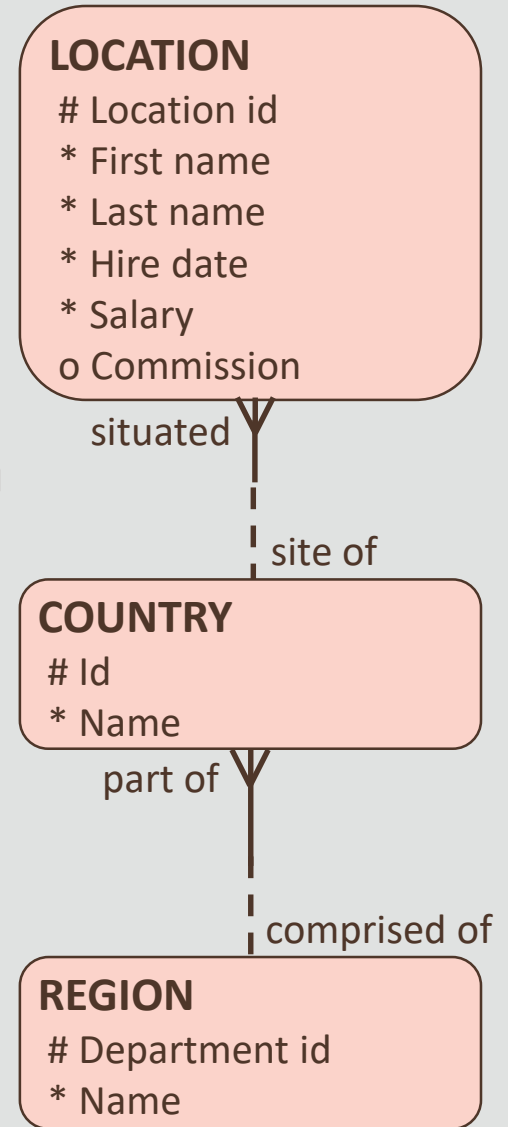 LOCATION
# Location id
* First name
* Last name
* Hire date
* Salary
o Commission
situated
site of
COUNTRY
# Id
* Name
part of
comprised of
REGION
# Department id
* Name